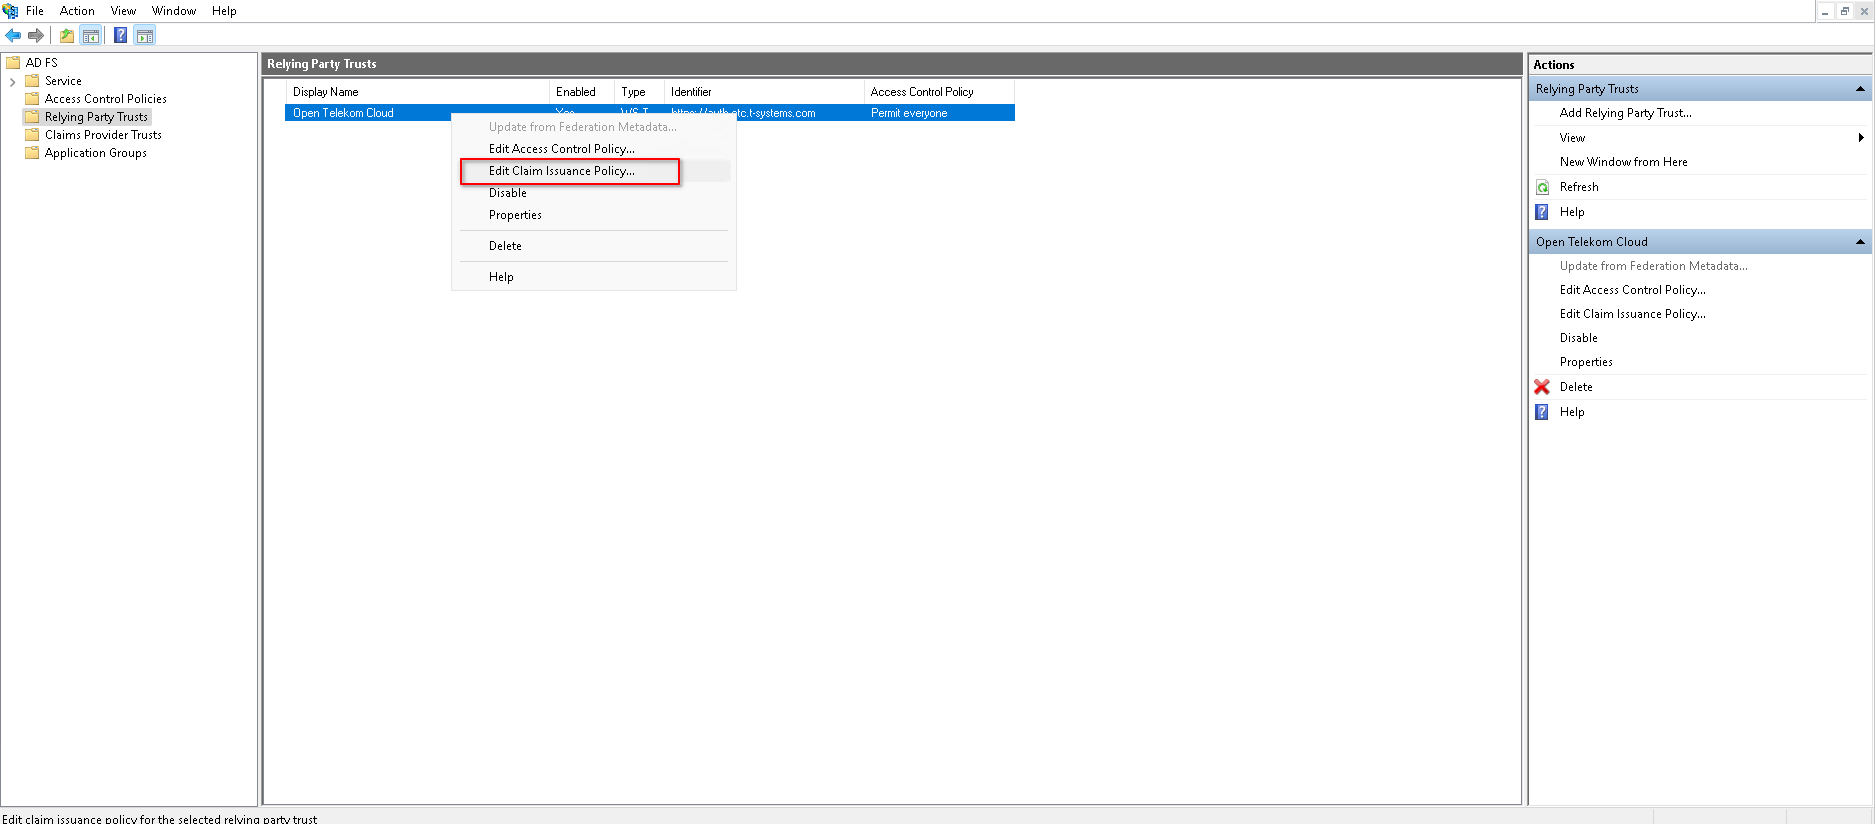 File Action View Window Help
AD FS
Service
Access Control Policies
Relying Party Trusts
Claims Provider Trusts
Application Groups
Relying Party Trusts
Display Name Enabled Type Identifier Access Control Policy
Open Telekom Cloud Yes WS-T https://auth.otc.t-systems.com Permit everyone
Update from Federation Metadata...
Edit Access Control Policy...
Edit Claim Issuance Policy...
Disable
Properties
Delete
Help
Actions
Relying Party Trusts
Add Relying Party Trust...
View
New Window from Here
Refresh
Help
Open Telekom Cloud
Update from Federation Metadata...
Edit Access Control Policy...
Edit Claim Issuance Policy...
Disable
Properties
Delete
Help
Edit claim issuance policy for the selected relying party trust